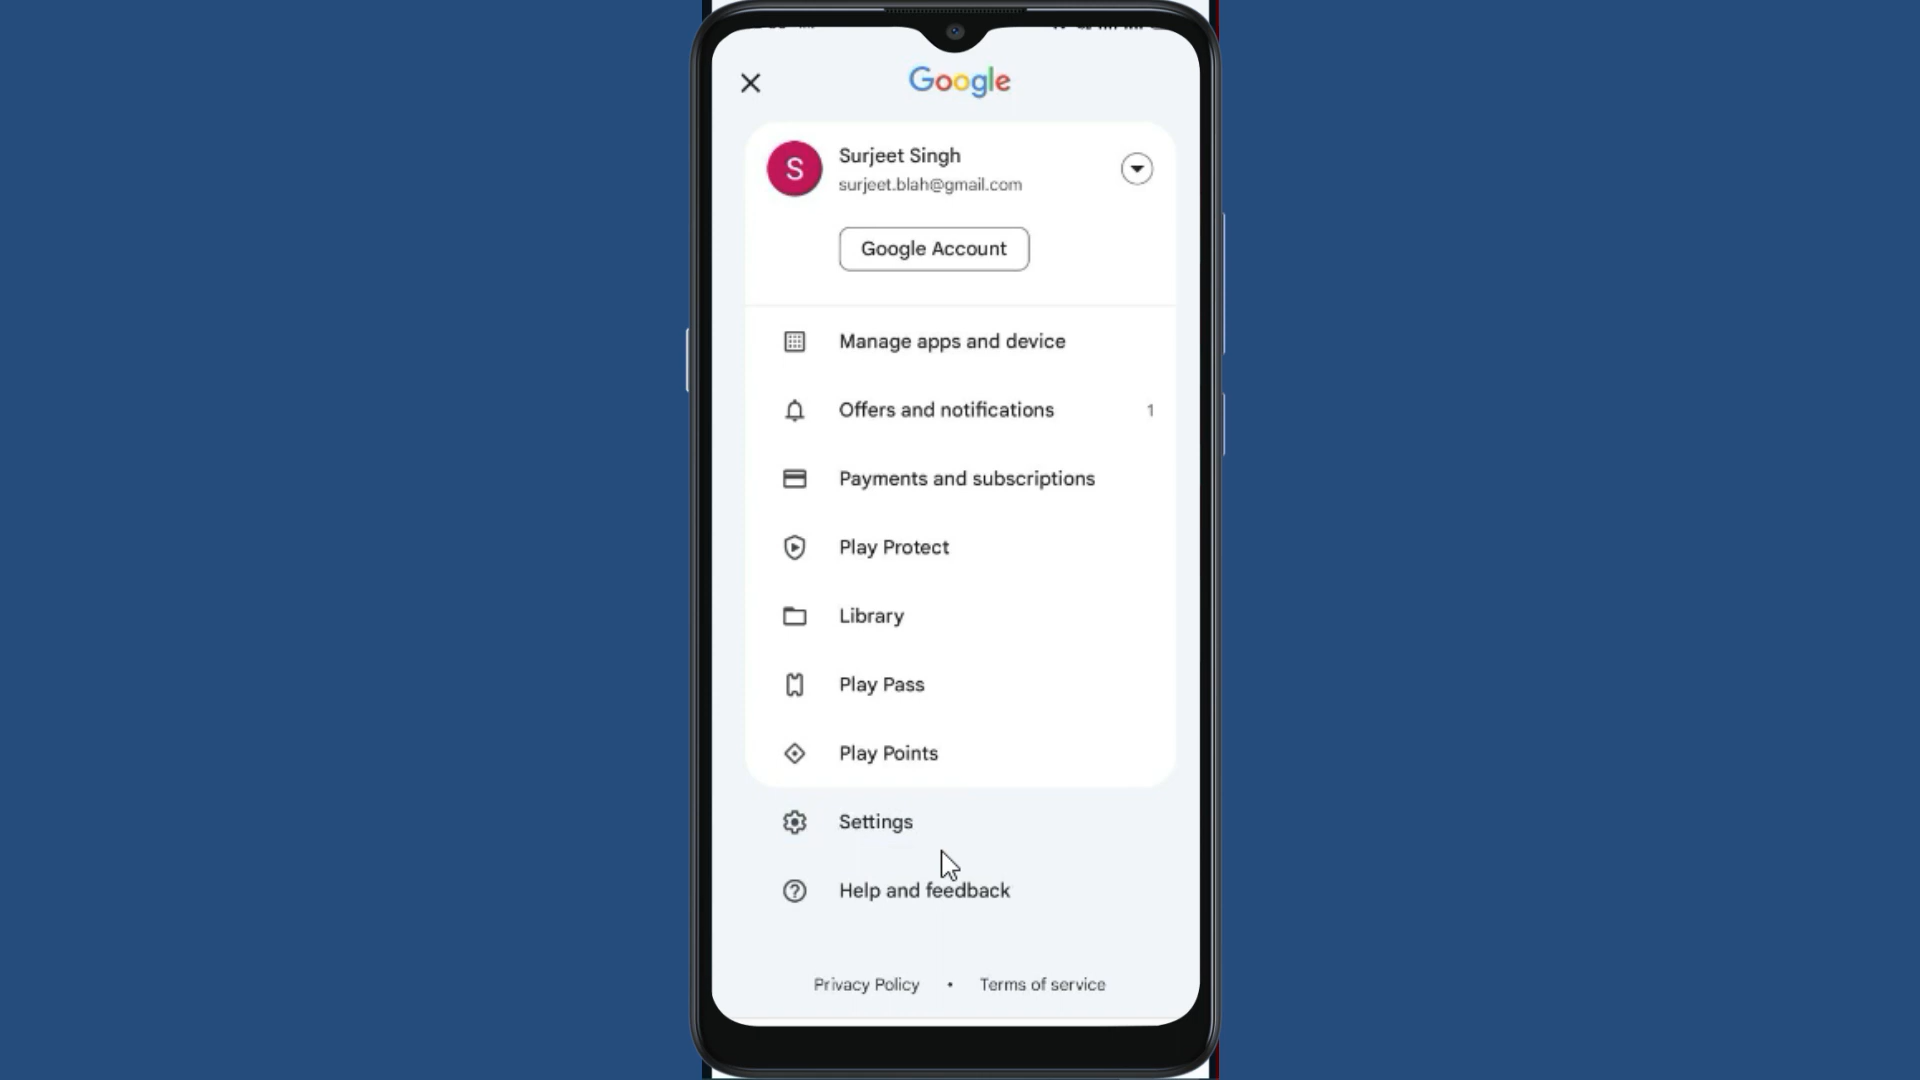 Google
S
Surjeet Singh
surjeet.blah@gmail.com
Google Account
Manage apps and device
Offers and notifications 1
Payments and subscriptions
Play Protect
Library
Play Pass
Play Points
Settings
Help and feedback
Privacy Policy • Terms of service